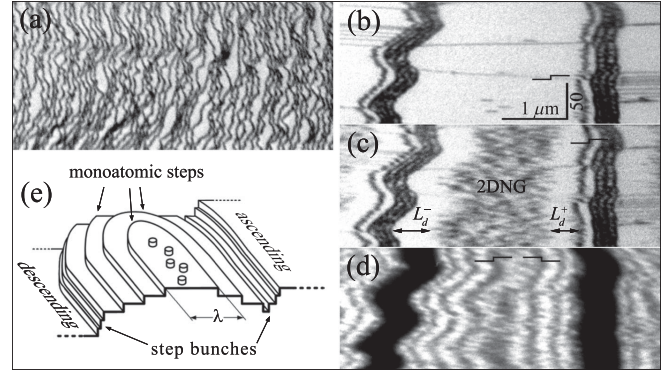 (a)
(b)
1 μm
50
(c)
2DNG
L_d^-
L_d^+
(d)
(e)
monoatomic steps
ascending
descending
λ
step bunches